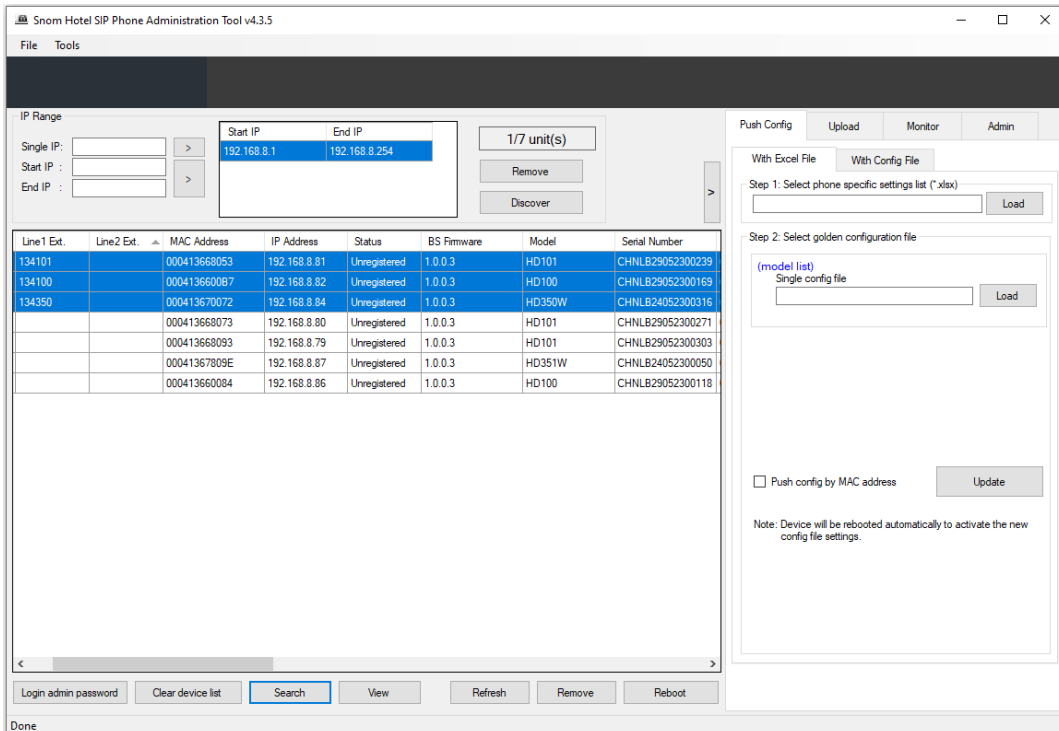 Snom Hotel SIP Phone Administration Tool v4.3.5
File Tools
IP Range
Single IP: >
Start IP :
End IP : >
Start IP End IP
192.168.8.1 192.168.8.254
1/7 unit(s)
Remove
Discover
>
Line1 Ext. Line2 Ext. MAC Address IP Address Status BS Firmware Model Serial Number
134101 000413668053 192.168.8.81 Unregistered 1.0.0.3 HD101 CHNLB29052300239
134100 0004136600B7 192.168.8.82 Unregistered 1.0.0.3 HD100 CHNLB29052300169
134350 000413670072 192.168.8.84 Unregistered 1.0.0.3 HD350W CHNLB24052300316
000413668073 192.168.8.80 Unregistered 1.0.0.3 HD101 CHNLB29052300271
000413668093 192.168.8.79 Unregistered 1.0.0.3 HD101 CHNLB29052300303
00041367809E 192.168.8.87 Unregistered 1.0.0.3 HD351W CHNLB24052300050
000413660084 192.168.8.86 Unregistered 1.0.0.3 HD100 CHNLB29052300118
< >
Login admin password Clear device list Search View Refresh Remove Reboot
Done
Push Config Upload Monitor Admin
With Excel File With Config File
Step 1: Select phone specific settings list (*.xlsx)
Load
Step 2: Select golden configuration file
(model list)
Single config file
Load
Push config by MAC address Update
Note: Device will be rebooted automatically to activate the new
config file settings.